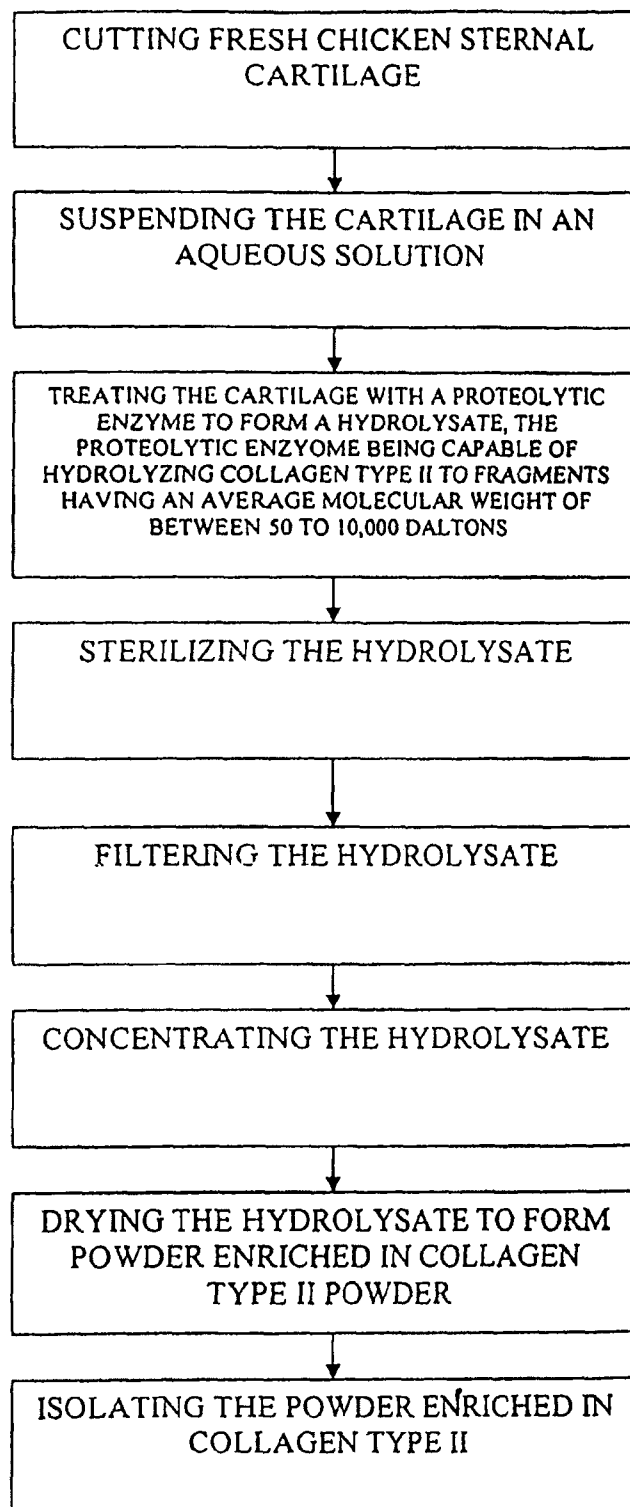 CUTTING FRESH CHICKEN STERNAL
CARTILAGE
SUSPENDING THE CARTILAGE IN AN
AQUEOUS SOLUTION
TREATING THE CARTILAGE WITH A PROTEOLYTIC
ENZYME TO FORM A HYDROLYSATE, THE
PROTEOLYTIC ENZYOME BEING CAPABLE OF
HYDROLYZING COLLAGEN TYPE II TO FRAGMENTS
HAVING AN AVERAGE MOLECULAR WEIGHT OF
BETWEEN 50 TO 10,000 DALTONS
STERILIZING THE HYDROLYSATE
FILTERING THE HYDROLYSATE
CONCENTRATING THE HYDROLYSATE
DRYING THE HYDROLYSATE TO FORM
POWDER ENRICHED IN COLLAGEN
TYPE II POWDER
ISOLATING THE POWDER ENRICHED IN
COLLAGEN TYPE II